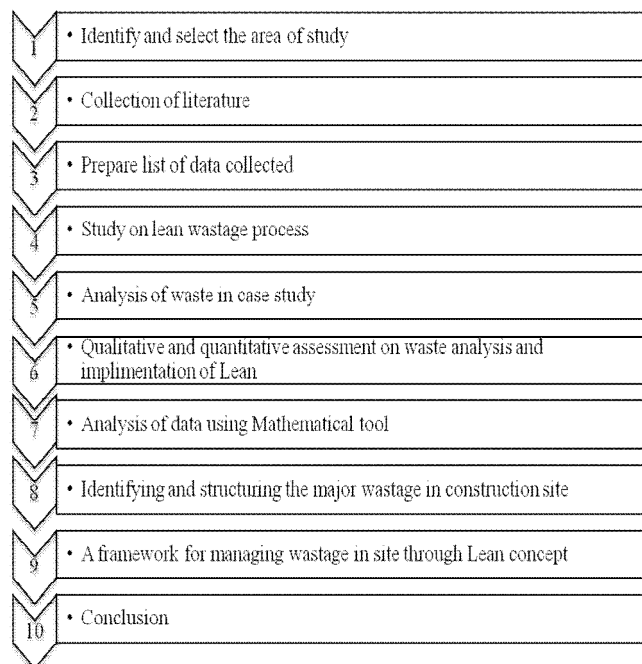 1 • Identify and select the area of study
2 • Collection of literature
3 • Prepare list of data collected
4 • Study on lean wastage process
5 • Analysis of waste in case study
6 • Qualitative and quantitative assessment on waste analysis and
implimentation of Lean
7 • Analysis of data using Mathematical tool
8 • Identifying and structuring the major wastage in construction site
9 • A framework for managing wastage in site through Lean concept
10 • Conclusion